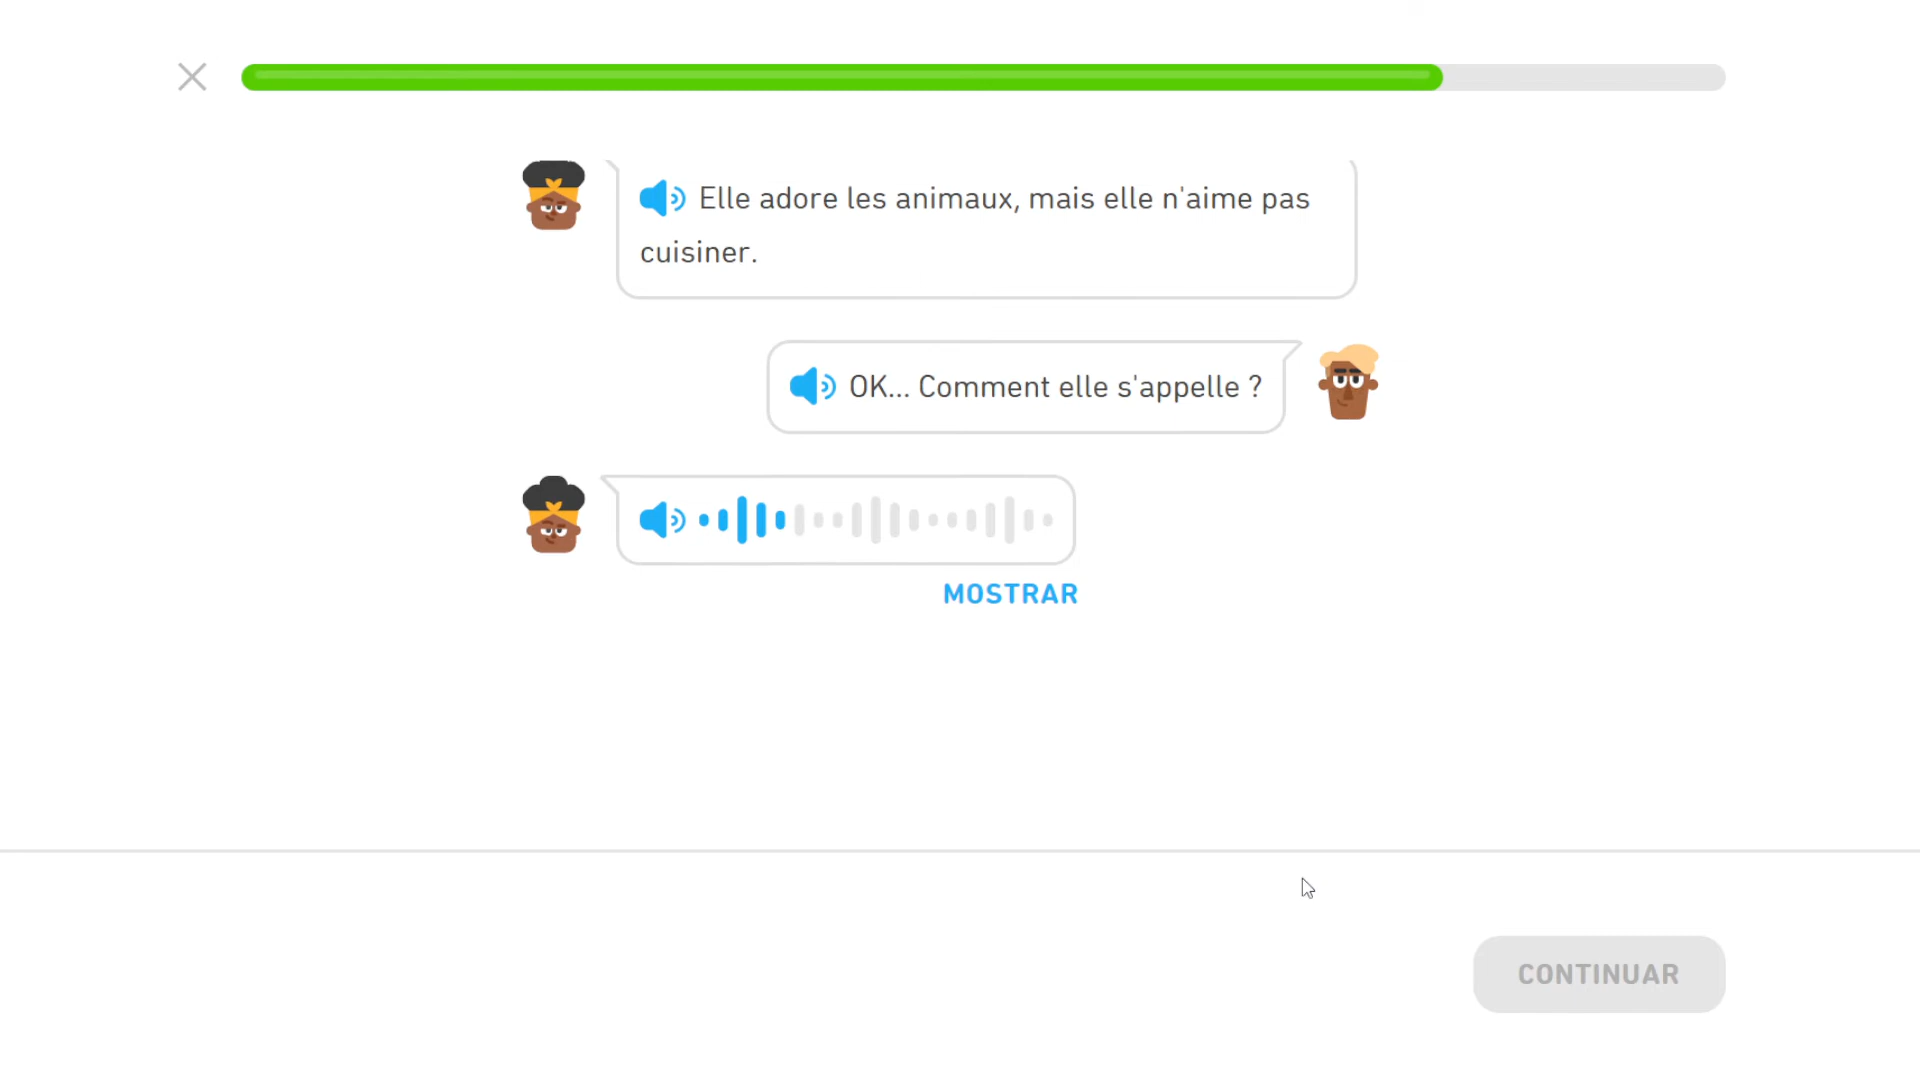 Elle adore les animaux, mais elle n'aime pas
cuisiner.
OK... Comment elle s'appelle ?
MOSTRAR
CONTINUAR